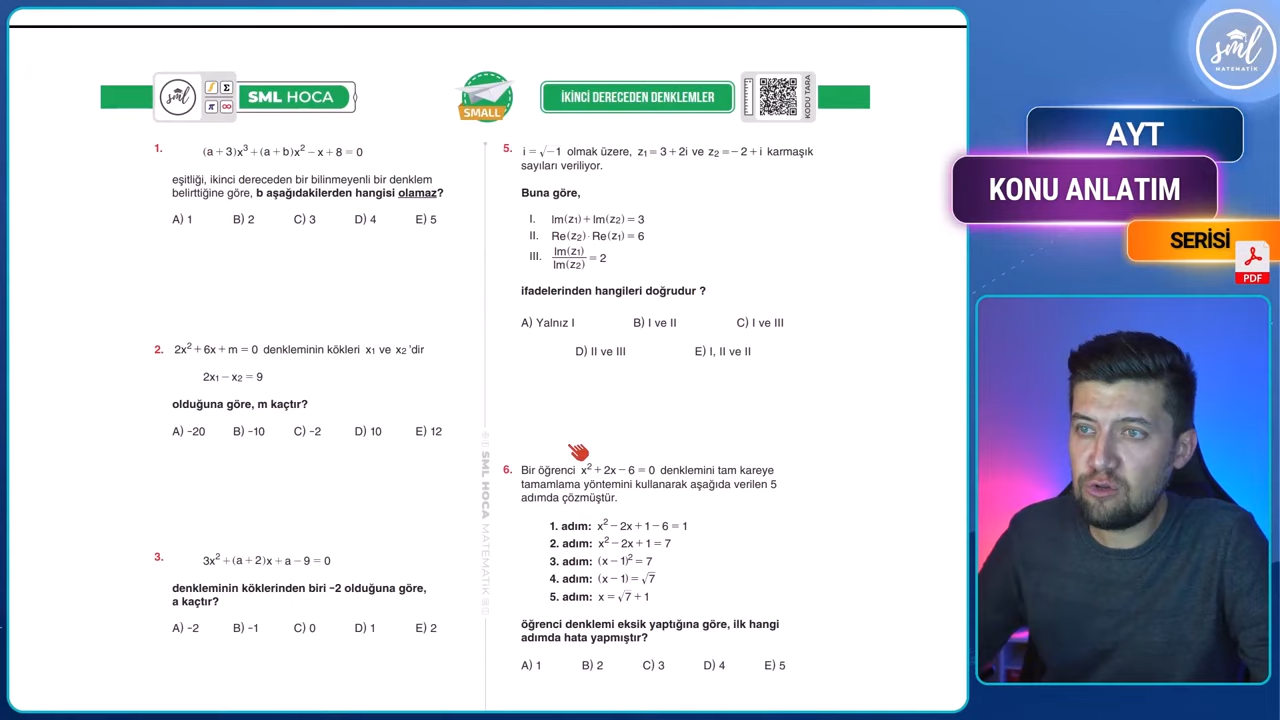 SML HOCA
SMALL
İKİNCİ DERECEDEN DENKLEMLER
KODU TARA
1. (a+3)x³+(a+b)x²−x+8=0
eşitliği, ikinci dereceden bir bilinmeyenli bir denklem
belirttiğine göre, b aşağıdakilerden hangisi olamaz?
A) 1 B) 2 C) 3 D) 4 E) 5
2. 2x²+6x+m=0 denkleminin kökleri x₁ ve x₂'dir
2x₁−x₂=9
olduğuna göre, m kaçtır?
A) -20 B) -10 C) -2 D) 10 E) 12
3. 3x²+(a+2)x+a−9=0
denkleminin köklerinden biri -2 olduğuna göre,
a kaçtır?
A) -2 B) -1 C) 0 D) 1 E) 2
SML HOCA MATEMATİK
5. i=√−1 olmak üzere, z₁=3+2i ve z₂=−2+i karmaşık
sayıları veriliyor.
Buna göre,
I. Im(z₁)+Im(z₂)=3
II. Re(z₂)·Re(z₁)=6
III. Im(z₁)/Im(z₂)=2
ifadelerinden hangileri doğrudur ?
A) Yalnız I B) I ve II C) I ve III
D) II ve III E) I, II ve II
6. Bir öğrenci x²+2x−6=0 denklemini tam kareye
tamamlama yöntemini kullanarak aşağıda verilen 5
adımda çözmüştür.
1. adım: x²−2x+1−6=1
2. adım: x²−2x+1=7
3. adım: (x−1)²=7
4. adım: (x−1)=√7
5. adım: x=√7+1
öğrenci denklemi eksik yaptığına göre, ilk hangi
adımda hata yapmıştır?
A) 1 B) 2 C) 3 D) 4 E) 5
sml
MATEMATİK
AYT
KONU ANLATIM
SERİSİ
PDF